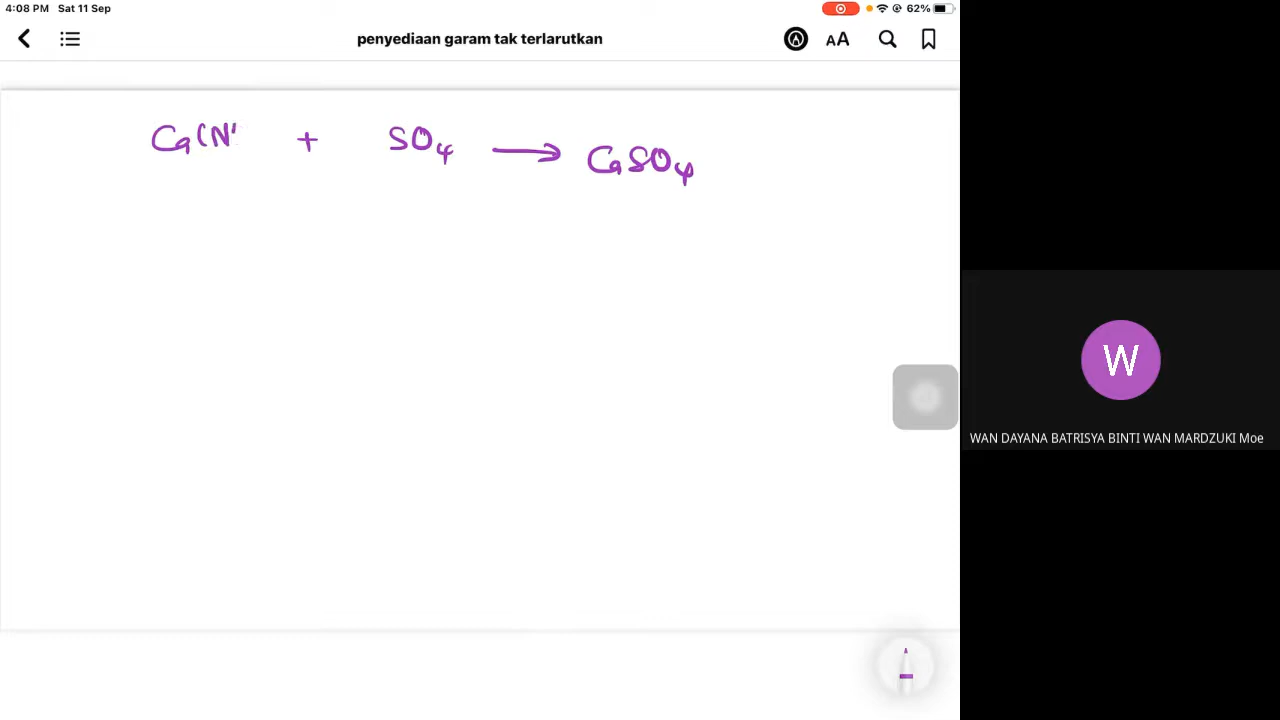 4:08 PM Sat 11 Sep
62%
penyediaan garam tak terlarutkan
AA
Ca(N + SO₄ → CaSO₄
W
WAN DAYANA BATRISYA BINTI WAN MARDZUKI Moe